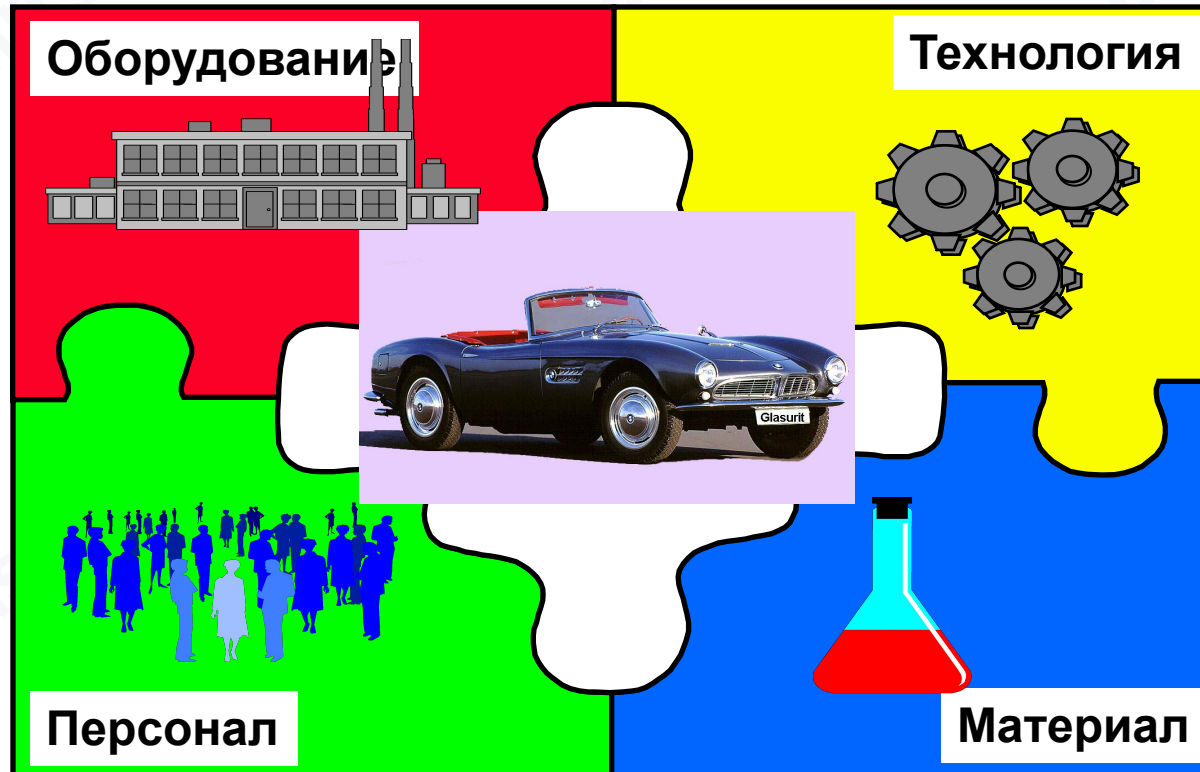 Оборудование
Технология
Glasurit
Персонал
Материал